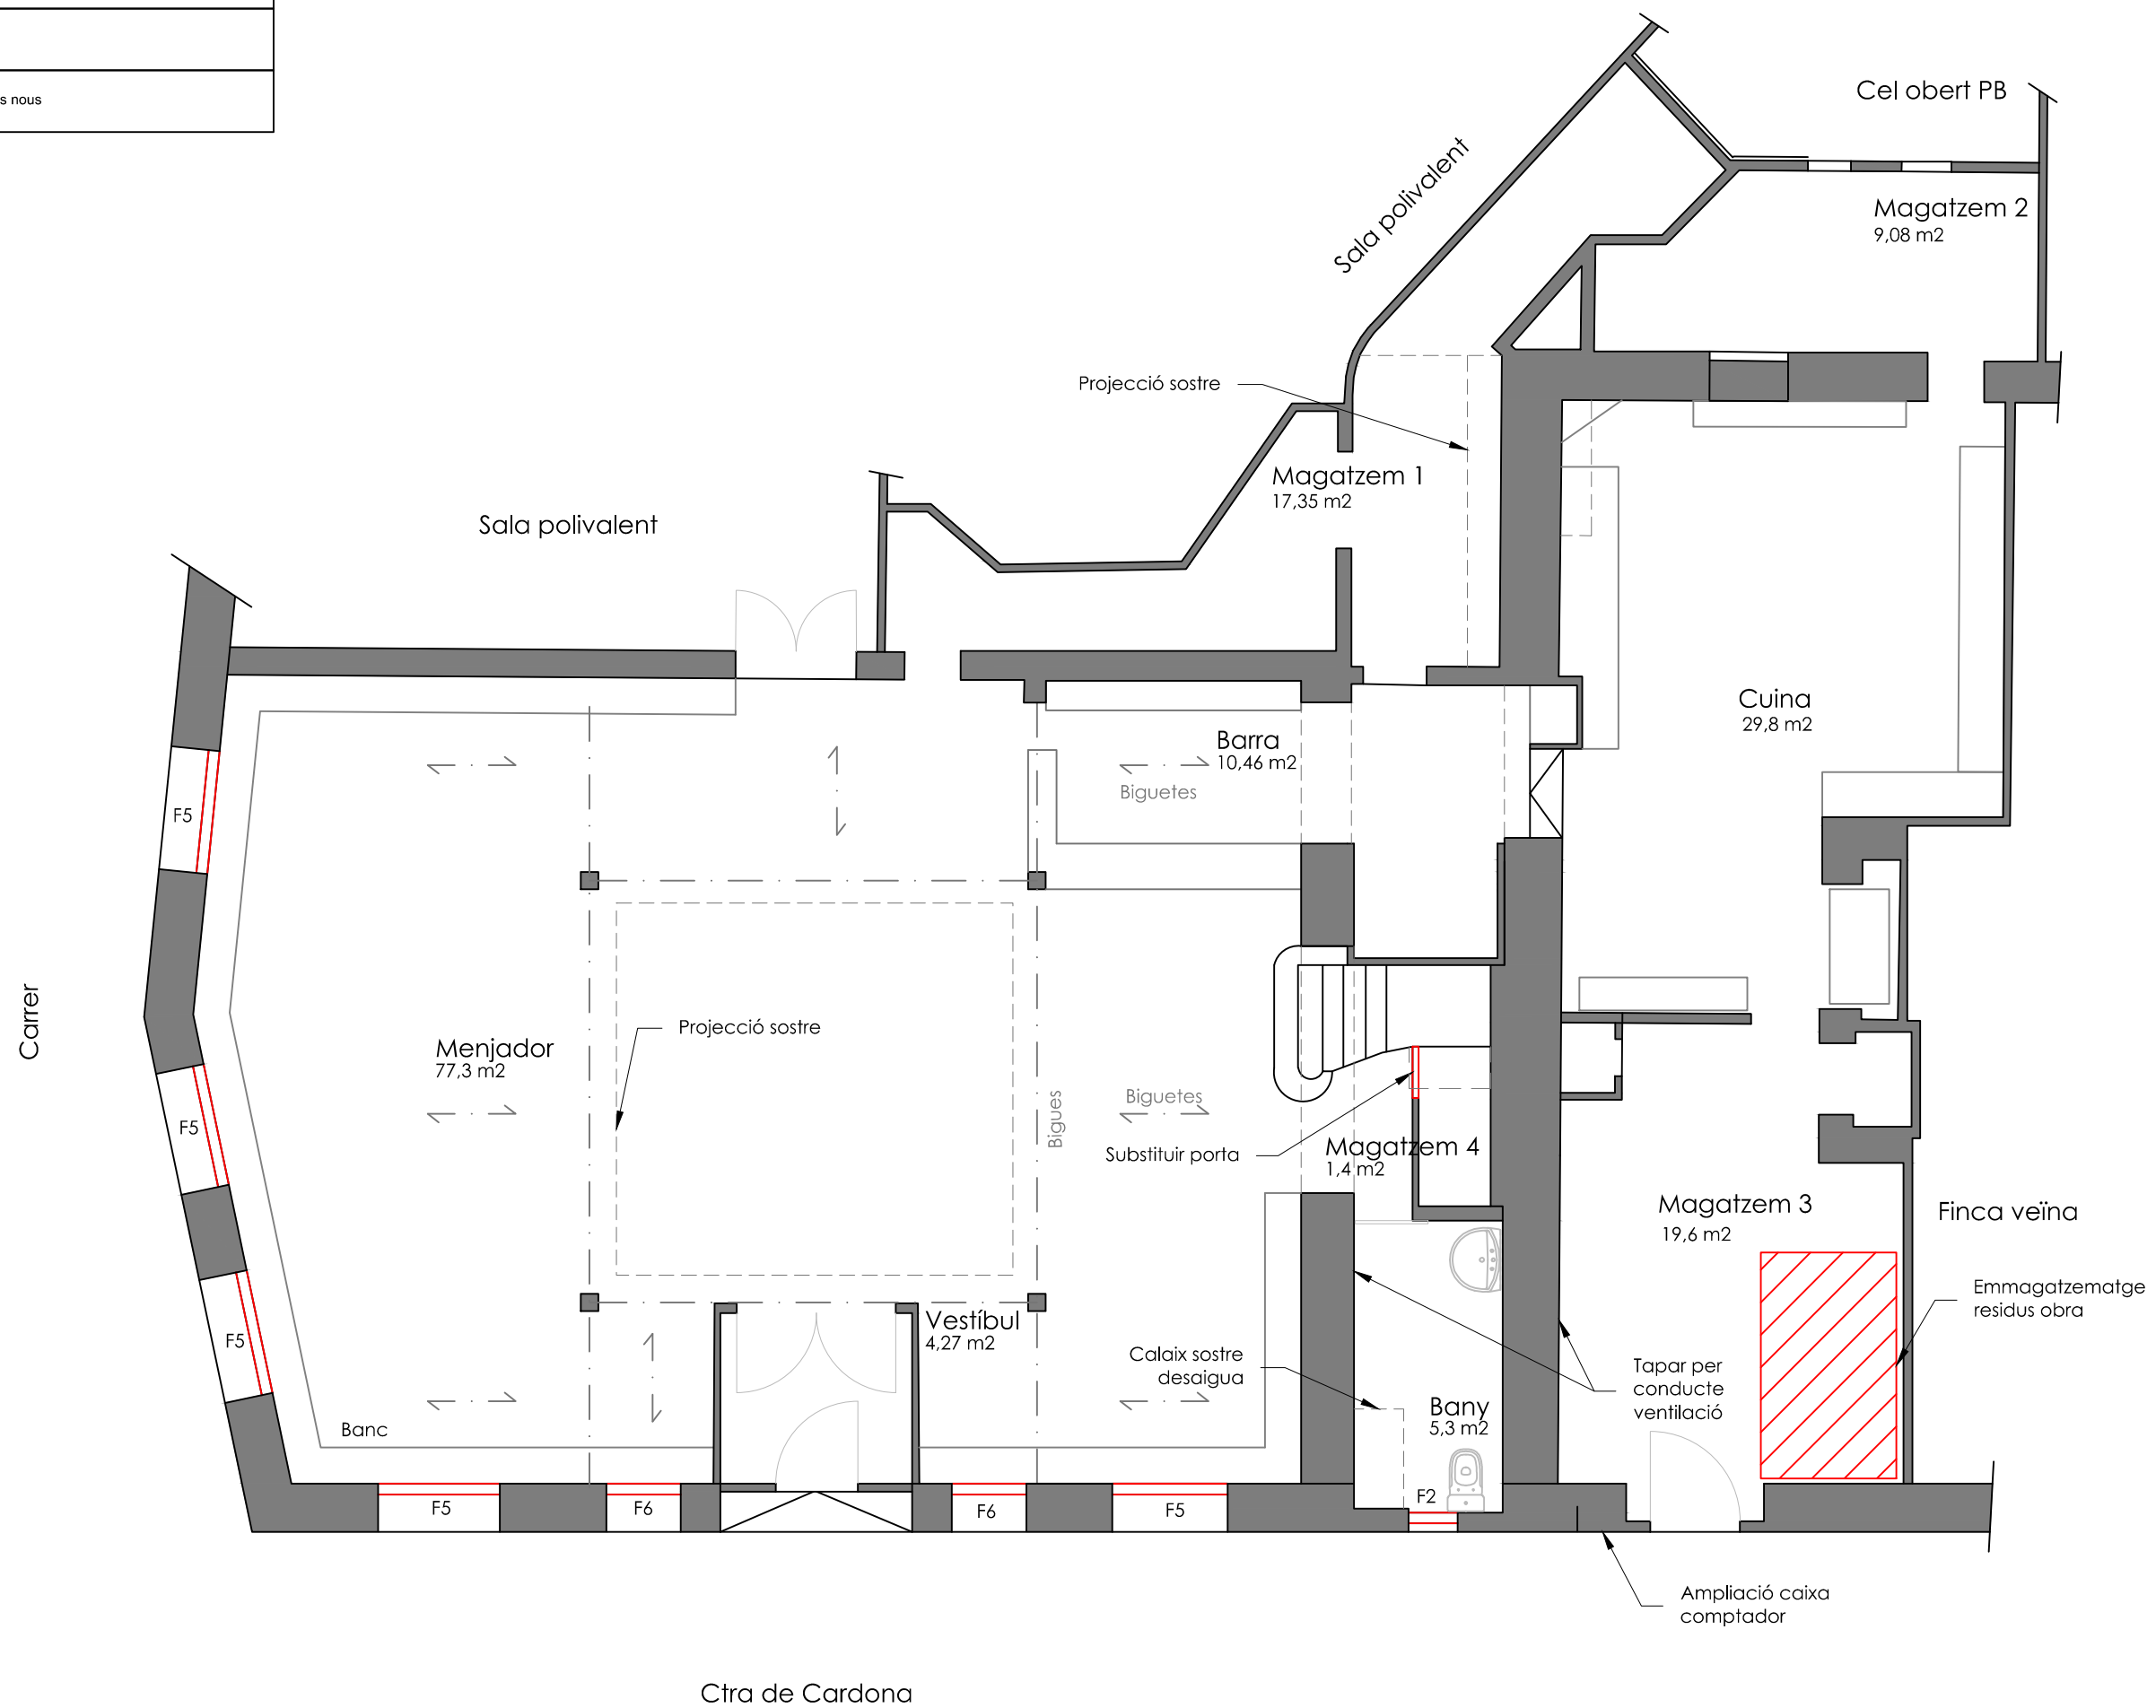 s nous
Cel obert PB
Sala polivalent
Magatzem 2
9,08 m2
Projecció sostre
Magatzem 1
17,35 m2
Sala polivalent
Cuina
29,8 m2
Barra
10,46 m2
Biguetes
F5
Carrer
Projecció sostre
Menjador
77,3 m2
Bigues
Biguetes
F5
Substituir porta
Magatzem 4
1,4 m2
Magatzem 3
19,6 m2
Finca veïna
Emmagatzematge
residus obra
Vestíbul
4,27 m2
F5
Calaix sostre
desaigua
Tapar per
conducte
ventilació
Bany
5,3 m2
Banc
F5
F6
F6
F5
F2
Ampliació caixa
comptador
Ctra de Cardona